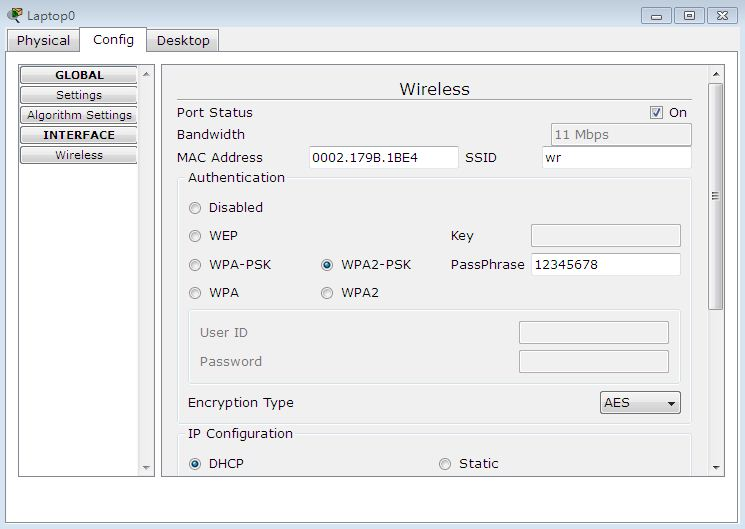 Laptop0
Physical Config Desktop
GLOBAL
Settings
Algorithm Settings
INTERFACE
Wireless
Wireless
Port Status On
Bandwidth 11 Mbps
MAC Address 0002.179B.1BE4 SSID wr
Authentication
Disabled
WEP Key
WPA-PSK WPA2-PSK PassPhrase 12345678
WPA WPA2
User ID
Password
Encryption Type AES
IP Configuration
DHCP Static